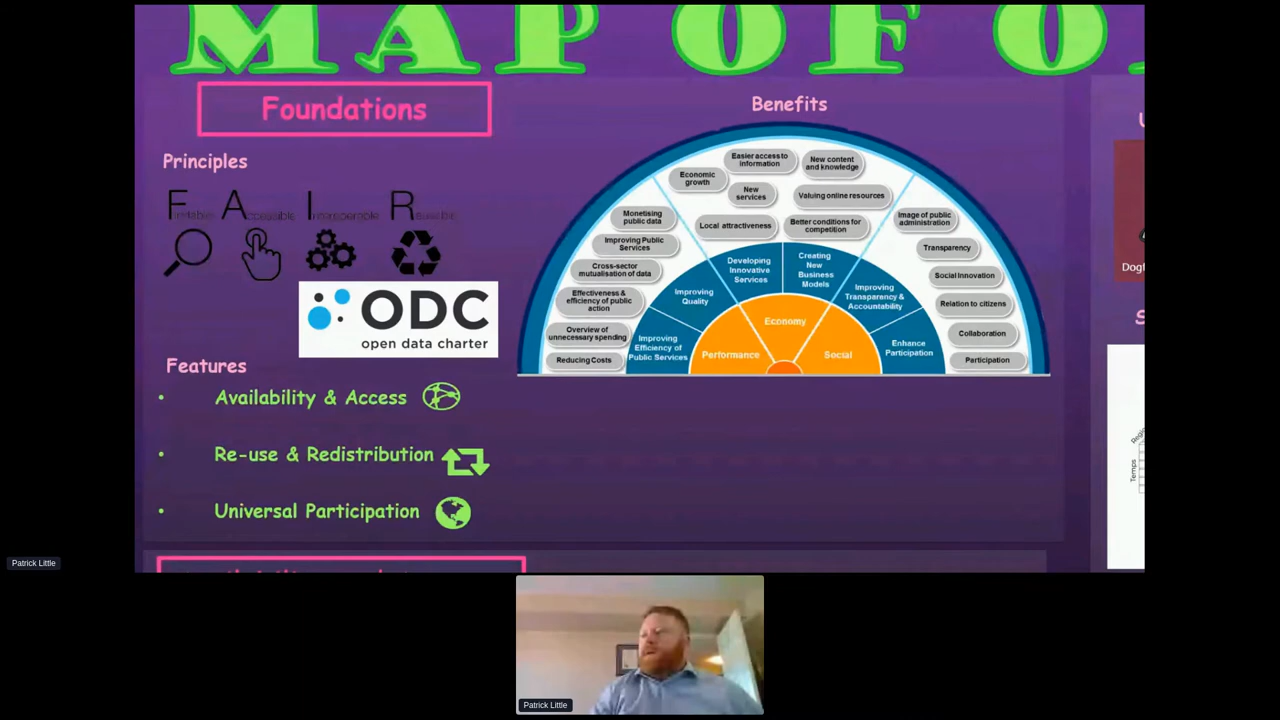 MAP OF O
Foundations
Principles
Findable Accessible Interoperable Reusable
ODC
open data charter
Features
• Availability & Access
• Re-use & Redistribution
• Universal Participation
Benefits
Easier access to
information
New content
and knowledge
Economic
growth
New
services
Valuing online resources
Local attractiveness
Better conditions for
competition
Monetising
public data
Improving Public
Services
Cross-sector
mutualisation of data
Effectiveness &
efficiency of public
action
Overview of
unnecessary spending
Reducing Costs
Image of public
administration
Transparency
Social Innovation
Relation to citizens
Collaboration
Participation
Improving
Efficiency of
Public Services
Improving
Quality
Developing
Innovative
Services
Creating
New
Business
Models
Improving
Transparency &
Accountability
Enhance
Participation
Performance
Economy
Social
Temps
Patrick Little
Patrick Little